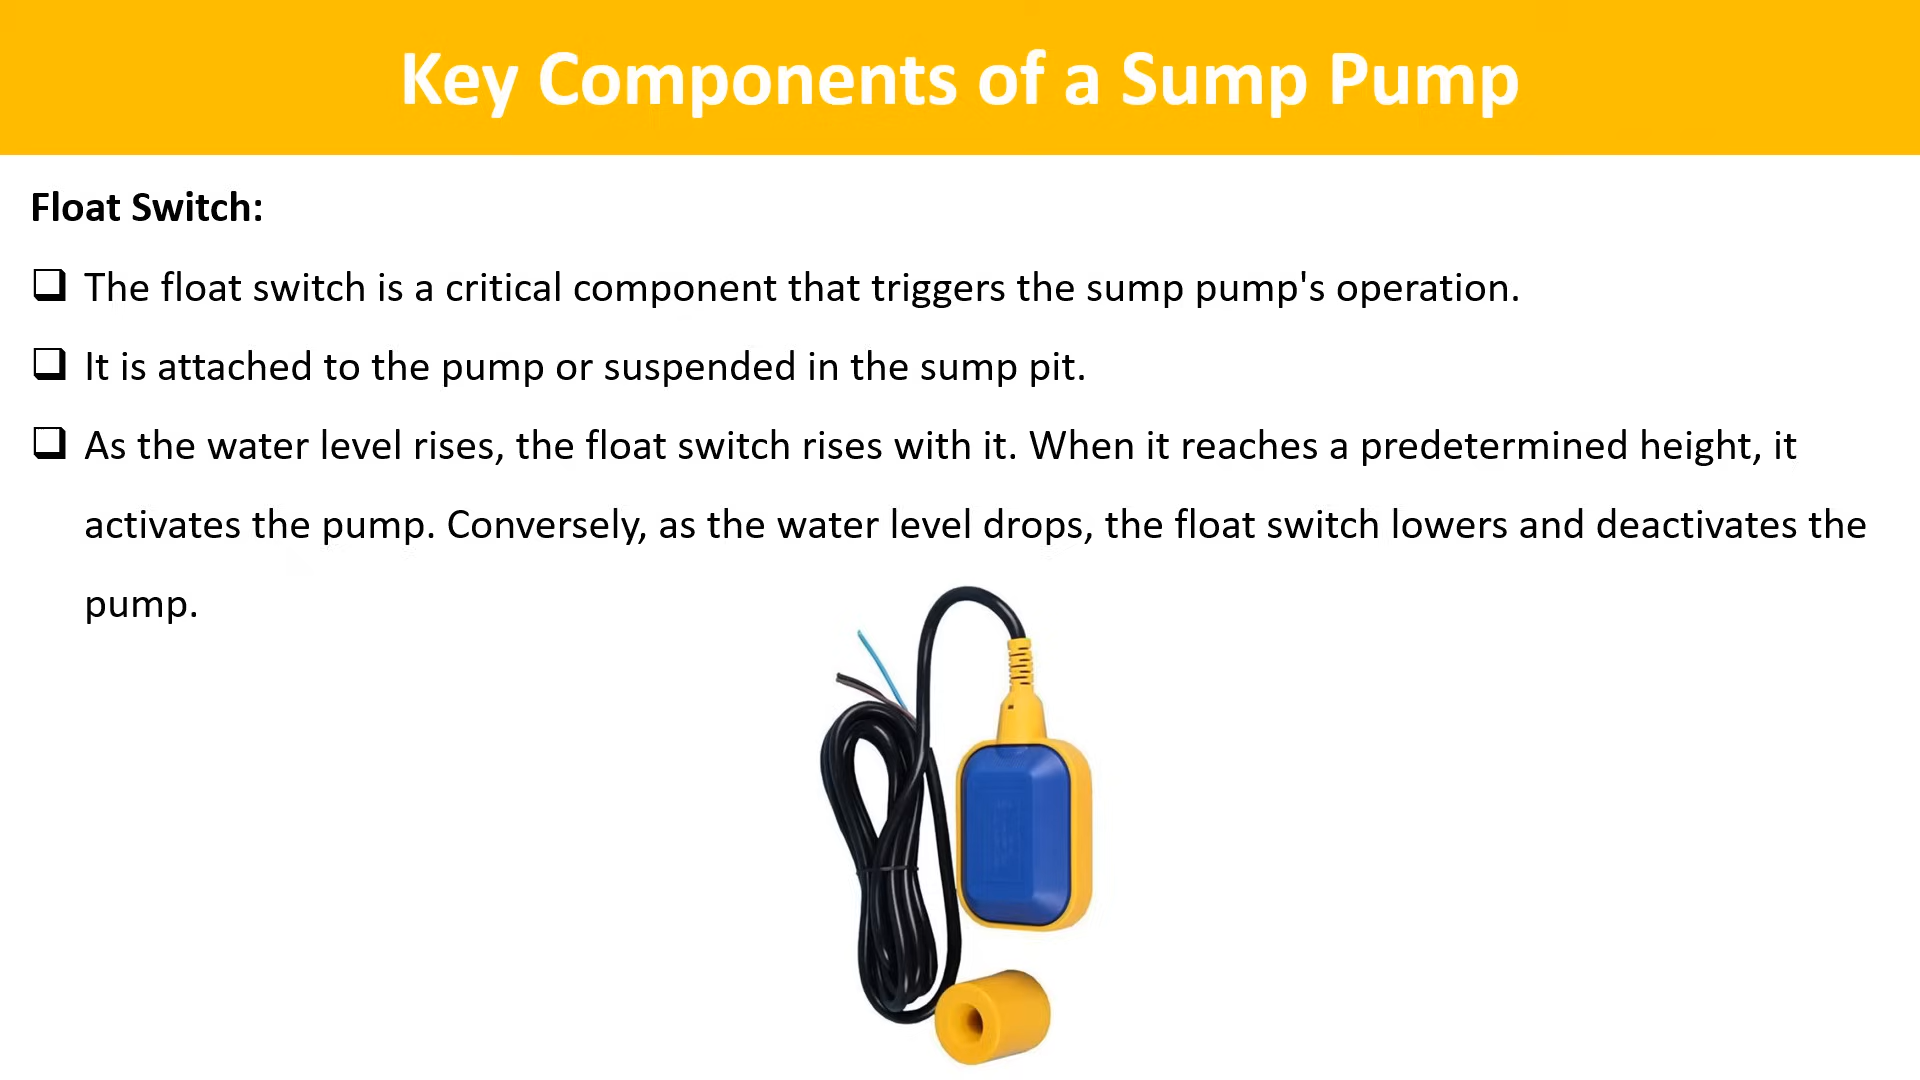 Key Components of a Sump Pump
Float Switch:
❑ The float switch is a critical component that triggers the sump pump's operation.
❑ It is attached to the pump or suspended in the sump pit.
❑ As the water level rises, the float switch rises with it. When it reaches a predetermined height, it
activates the pump. Conversely, as the water level drops, the float switch lowers and deactivates the
pump.